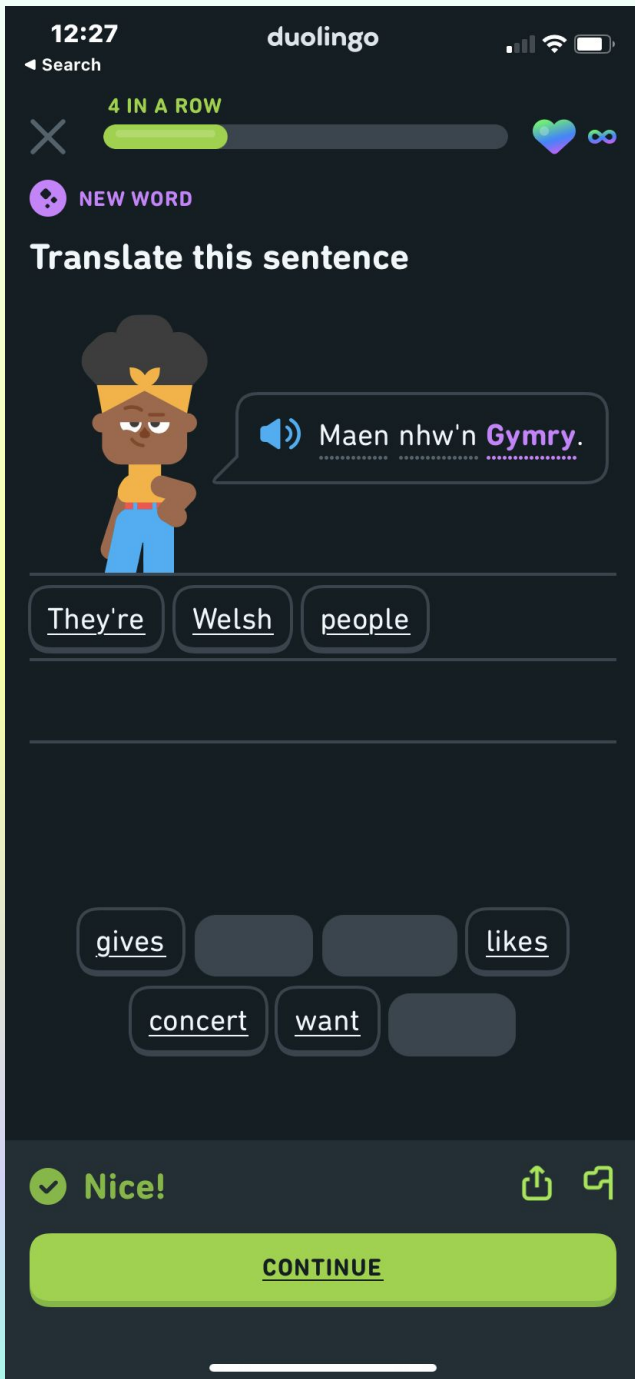 12:27
duolingo
◀ Search
4 IN A ROW
NEW WORD
Translate this sentence
Maen nhw'n Gymry.
They're Welsh people
gives likes
concert want
Nice!
CONTINUE